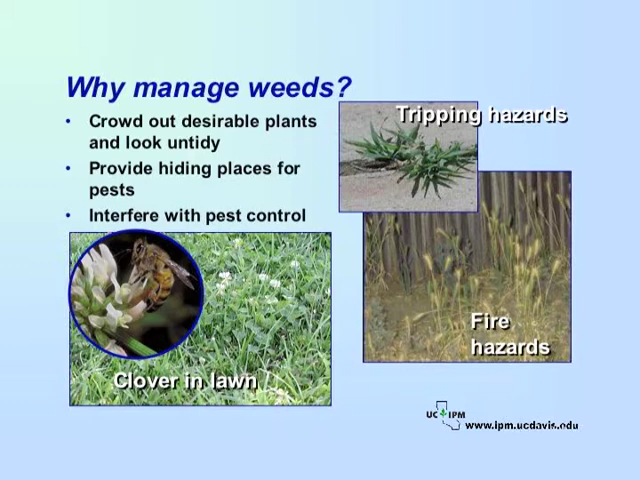 Why manage weeds?
• Crowd out desirable plants
and look untidy
• Provide hiding places for
pests
• Interfere with pest control
Tripping hazards
Fire
hazards
Clover in lawn
UC IPM
www.ipm.ucdavis.edu